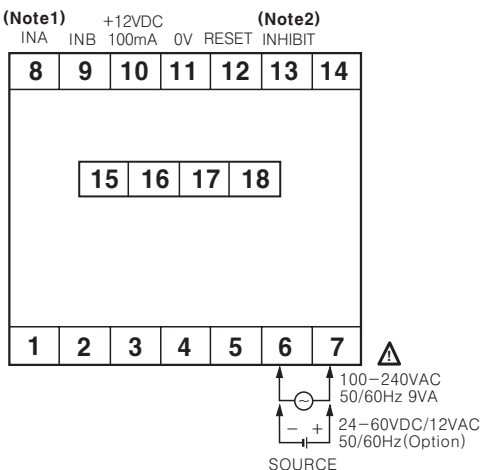 (Note1) +12VDC (Note2)
INA INB 100mA 0V RESET INHIBIT
8 9 10 11 12 13 14
15 16 17 18
1 2 3 4 5 6 7
100-240VAC
50/60Hz 9VA
- + 24-60VDC/12VAC
50/60Hz(Option)
SOURCE